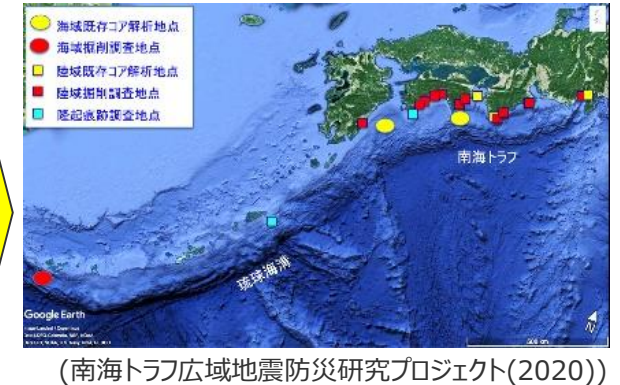 海域既存コア解析地点
海域掘削調査地点
陸域既存コア解析地点
陸域掘削調査地点
隆起痕跡調査地点
南海トラフ
琉球海溝
Google Earth
N
(南海トラフ広域地震防災研究プロジェクト(2020))